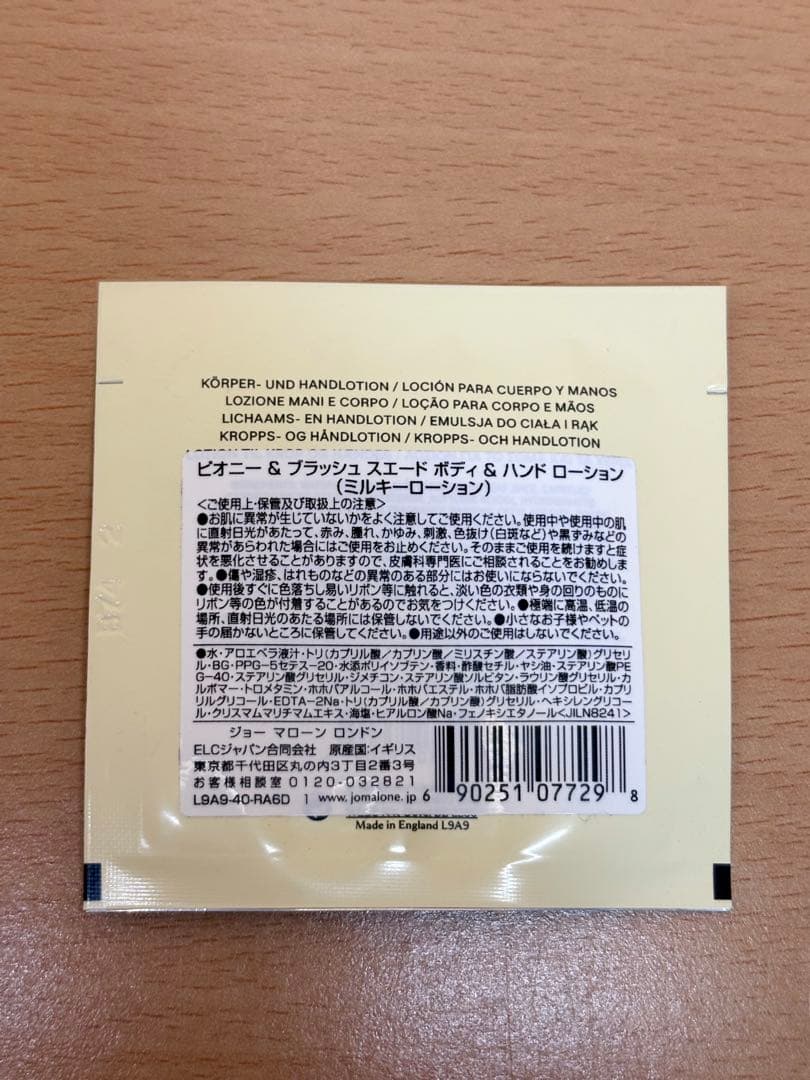 KÖRPER- UND HANDLOTION / LOCIÓN PARA CUERPO Y MANOS
LOZIONE MANI E CORPO / LOÇÃO PARA CORPO E MÃOS
LICHAAMS- EN HANDLOTION / EMULSJA DO CIAŁA I RĄK
KROPPS- OG HÅNDLOTION / KROPPS- OCH HANDLOTION
ピオニー & ブラッシュ スエード ボディ & ハンド ローション
（ミルキーローション）
<ご使用上・保管及び取扱上の注意>
●お肌に異常が生じていないかをよく注意してご使用ください。使用中や使用中の肌
に直射日光があたって、赤み、腫れ、かゆみ、刺激、色抜け（白斑など）や黒ずみなどの
異常があらわれた場合にはご使用をお止めください。そのままご使用を続けますと症
状を悪化させることがありますので、皮膚科専門医にご相談されることをお勧めしま
す。●傷や湿疹、はれものなどの異常のある部分にはお使いにならないでください。
●使用後すぐに色落ちし易いリボン等に触れると、淡い色の衣類や身の回りのものに
リボン等の色が付着することがあるのでお気をつけください。●極端に高温、低温の
場所、直射日光のあたる場所には保管しないでください。●小さなお子様やペットの
手の届かないところに保管してください。●用途以外のご使用はしないでください。
●水・アロエベラ液汁・トリ（カプリル酸／カプリン酸／ミリスチン酸／ステアリン酸）グリセリ
ル・BG・PPG-5セテス-20・水添ポリイソブテン・香料・酢酸セチル・ヤシ油・ステアリン酸PE
G-40・ステアリン酸グリセリル・ジメチコン・ステアリン酸ソルビタン・ラウリン酸グリセリル・カ
ルボマー・トロメタミン・ホホバアルコール・ホホバエステル・ホホバ脂肪酸イソプロピル・カプリ
リルグリコール・EDTA-2Na・トリ（カプリル酸／カプリン酸）グリセリル・ヘキシレングリコー
ル・クリスマムマリチマムエキス・海塩・ヒアルロン酸Na・フェノキシエタノール<JILN8241>
ジョー マローン ロンドン
ELCジャパン合同会社 原産国:イギリス
東京都千代田区丸の内3丁目2番3号
お客様相談室 0120-032821
L9A9-40-RA6D 1 www.jomalone.jp
6 90251 07729 8
Made in England L9A9